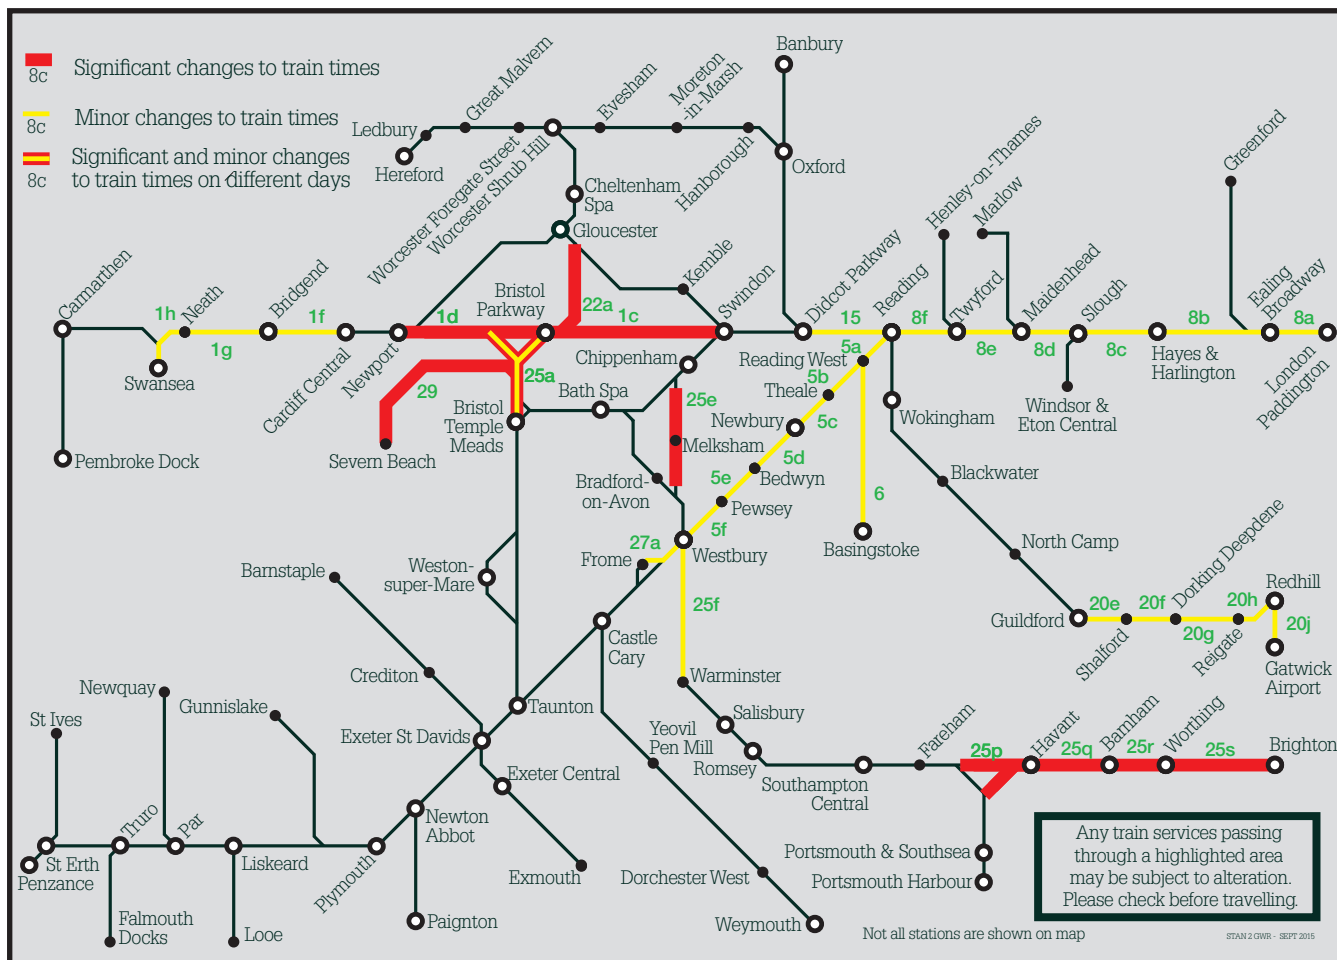 8c
Significant changes to train times
8c
Minor changes to train times
8c
Significant and minor changes
to train times on different days
Banbury
Great Malvern
Evesham
Moreton
-in-Marsh
Ledbury
Hereford
Worcester Foregate Street
Worcester Shrub Hill
Hanborough
Oxford
Cheltenham
Spa
Gloucester
Henley-on-Thames
Marlow
Greenford
Carmarthen
1h
Neath
1g
Bridgend
1f
Cardiff Central
Newport
1d
Bristol
Parkway
22a
1c
Kemble
Swindon
Didcot Parkway
15
Reading
8f
Twyford
8e
Maidenhead
8d
Slough
8c
Hayes &
Harlington
8b
Ealing
Broadway
8a
London
Paddington
Swansea
Pembroke Dock
29
25a
Severn Beach
Bristol
Temple
Meads
Bath Spa
Chippenham
25e
Melksham
Bradford-
on-Avon
Reading West
5a
Theale
5b
Newbury
5c
5d
Bedwyn
5e
Pewsey
5f
Westbury
6
Basingstoke
Windsor &
Eton Central
Wokingham
Blackwater
North Camp
Guildford
20e
Shalford
20f
Dorking Deepdene
20g
Reigate
20h
Redhill
20j
Gatwick
Airport
27a
Frome
25f
Warminster
Weston-
super-Mare
Barnstaple
Crediton
Castle
Cary
Taunton
Salisbury
Yeovil
Pen Mill
Romsey
Southampton
Central
Fareham
25p
Havant
25q
Barnham
25r
Worthing
25s
Brighton
Newquay
Gunnislake
St Ives
Exeter St Davids
Exeter Central
Newton
Abbot
Exmouth
Truro
Par
Liskeard
Plymouth
St Erth
Penzance
Falmouth
Docks
Looe
Paignton
Dorchester West
Weymouth
Portsmouth & Southsea
Portsmouth Harbour
Any train services passing
through a highlighted area
may be subject to alteration.
Please check before travelling.
Not all stations are shown on map
STAN 2 GWR - SEPT 2015